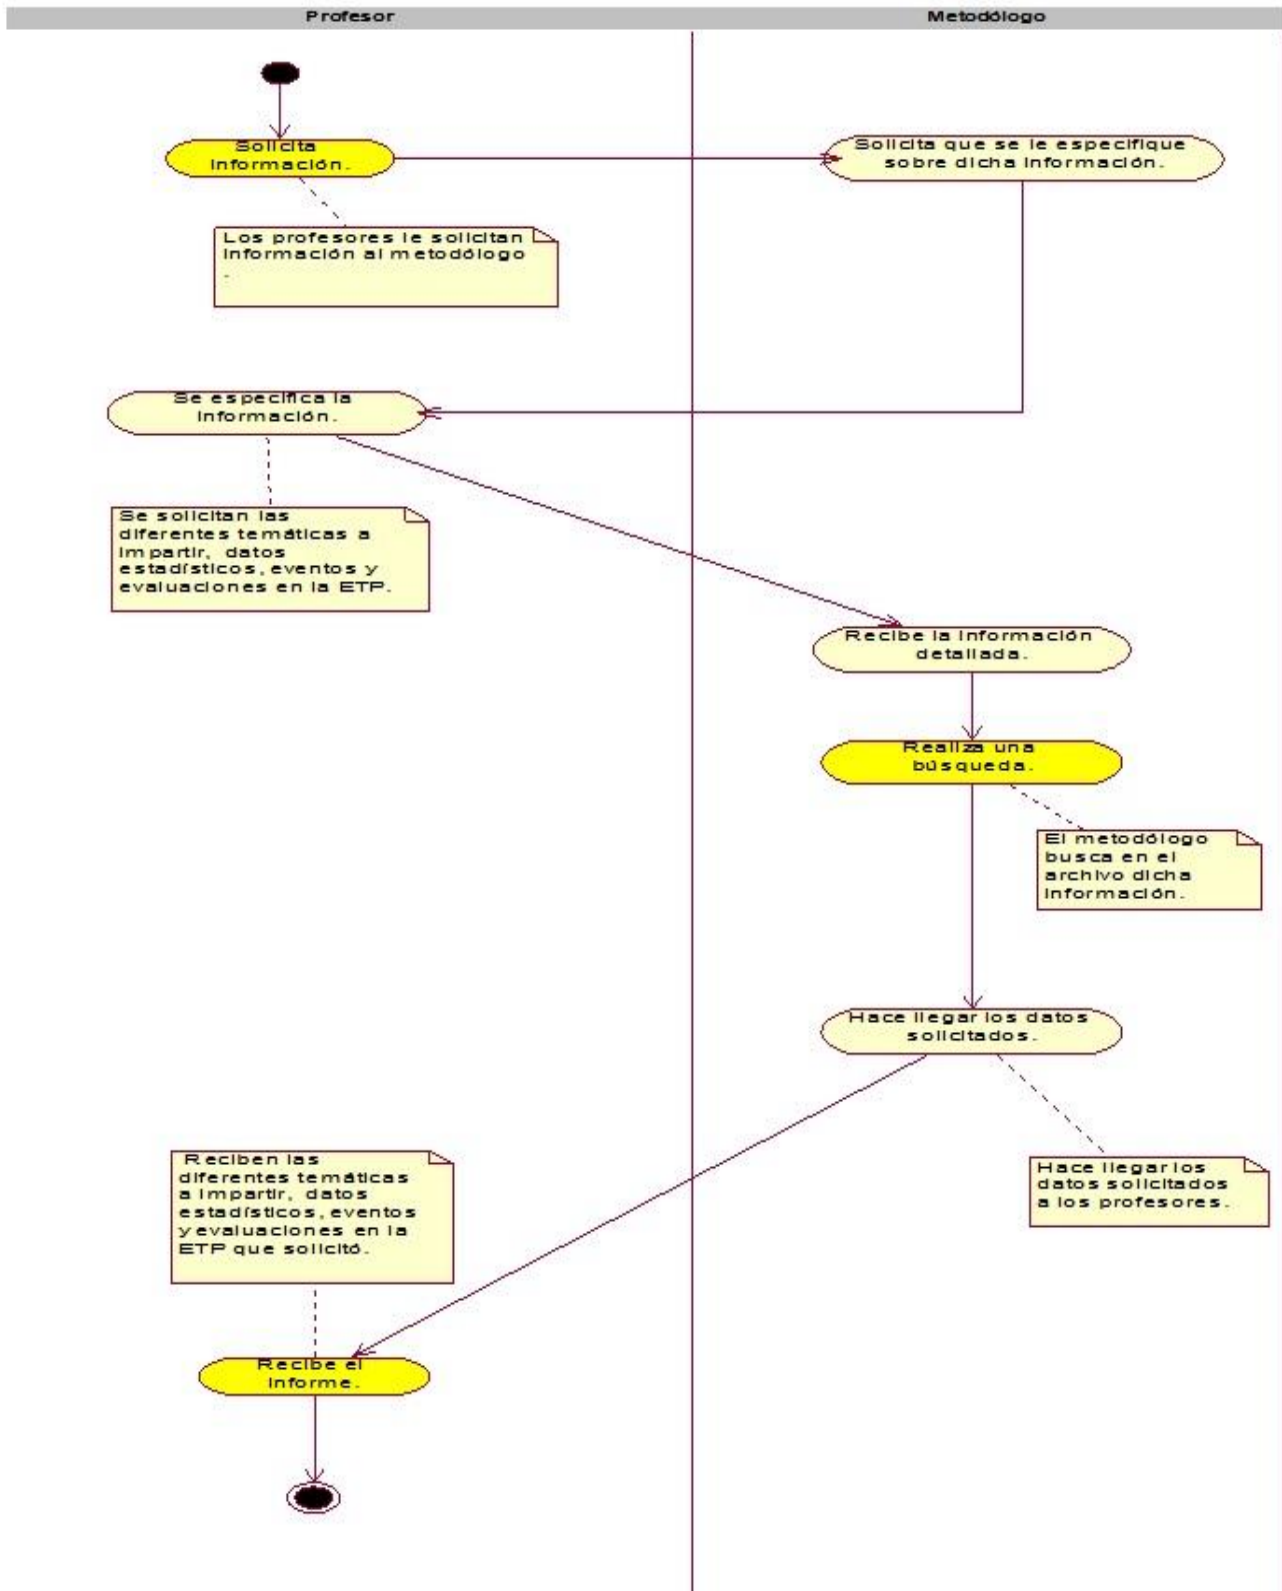 Profesor
Metodólogo
Solicita
información.
Solicita que se le especifique
sobre dicha información.
Los profesores le solicitan
información al metodólogo
.
Se especifica la
información.
Se solicitan las
diferentes temáticas a
impartir, datos
estadísticos, eventos y
evaluaciones en la ETP.
Recibe la información
detallada.
Realiza una
búsqueda.
El metodólogo
busca en el
archivo dicha
información.
Hace llegar los datos
solicitados.
Hace llegar los
datos solicitados
a los profesores.
Reciben las
diferentes temáticas
a impartir, datos
estadísticos, eventos
y evaluaciones en la
ETP que solicitó.
Recibe el
informe.